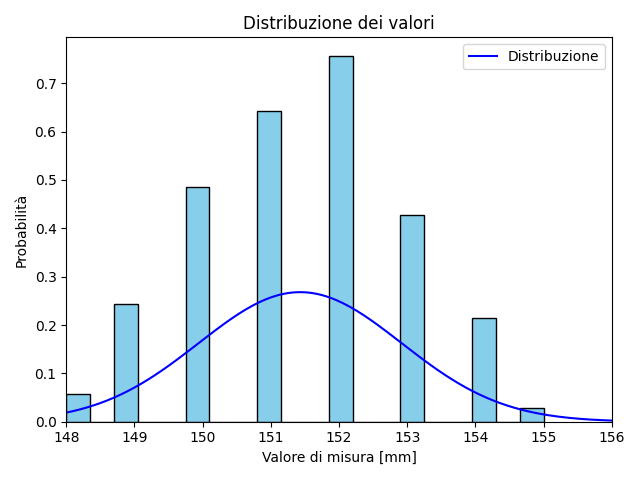 Distribuzione dei valori
Distribuzione
Probabilità
0.7
0.6
0.5
0.4
0.3
0.2
0.1
0.0
148 149 150 151 152 153 154 155 156
Valore di misura [mm]